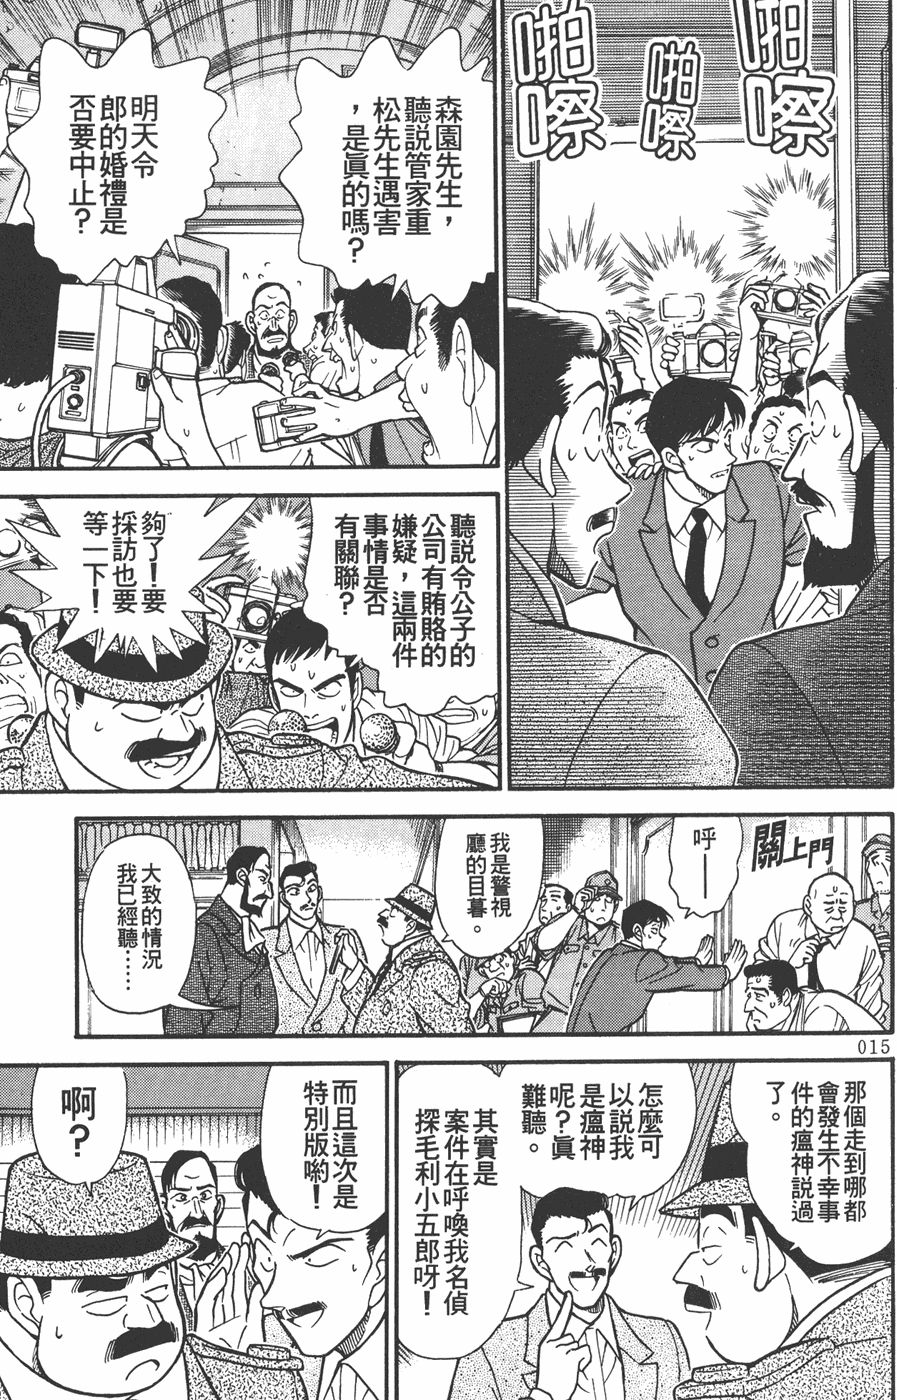 啪
嚓
啪
嚓
啪
嚓
森園先生，
聽説管家重
松先生遇害
，是真的嗎？
明天令
郎的婚禮是
否要中止？
聽説令公子的
公司有賄賂的
嫌疑，這兩件
事情是否
有關聯？
夠了！要
採訪也要
等一下！
關上門
呼——
我是警視
廳的目暮。
大致的情況
我已經聽……
015
那個走到哪都
會發生不幸事
件的瘟神説過
了。
怎麼可
以説我
是瘟神
呢？真
難聽。
其實是
案件在呼喚我名偵
探毛利小五郎呀！
而且這次是
特別版喲！
啊？